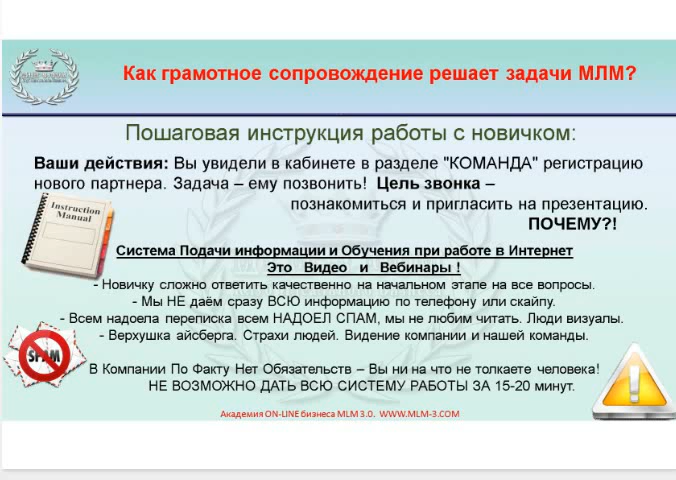 Как грамотное сопровождение решает задачи МЛМ?
Пошаговая инструкция работы с новичком:
Ваши действия: Вы увидели в кабинете в разделе "КОМАНДА" регистрацию
нового партнера. Задача – ему позвонить! Цель звонка –
познакомиться и пригласить на презентацию.
ПОЧЕМУ?!
Instruction
Manual
Система Подачи информации и Обучения при работе в Интернет
Это Видео и Вебинары !
- Новичку сложно ответить качественно на начальном этапе на все вопросы.
- Мы НЕ даём сразу ВСЮ информацию по телефону или скайпу.
- Всем надоела переписка всем НАДОЕЛ СПАМ, мы не любим читать. Люди визуалы.
- Верхушка айсберга. Страхи людей. Видение компании и нашей команды.
SPAM
В Компании По Факту Нет Обязательств – Вы ни на что не толкаете человека!
НЕ ВОЗМОЖНО ДАТЬ ВСЮ СИСТЕМУ РАБОТЫ ЗА 15-20 минут.
Академия ON-LINE бизнеса MLM 3.0. WWW.MLM-3.COM